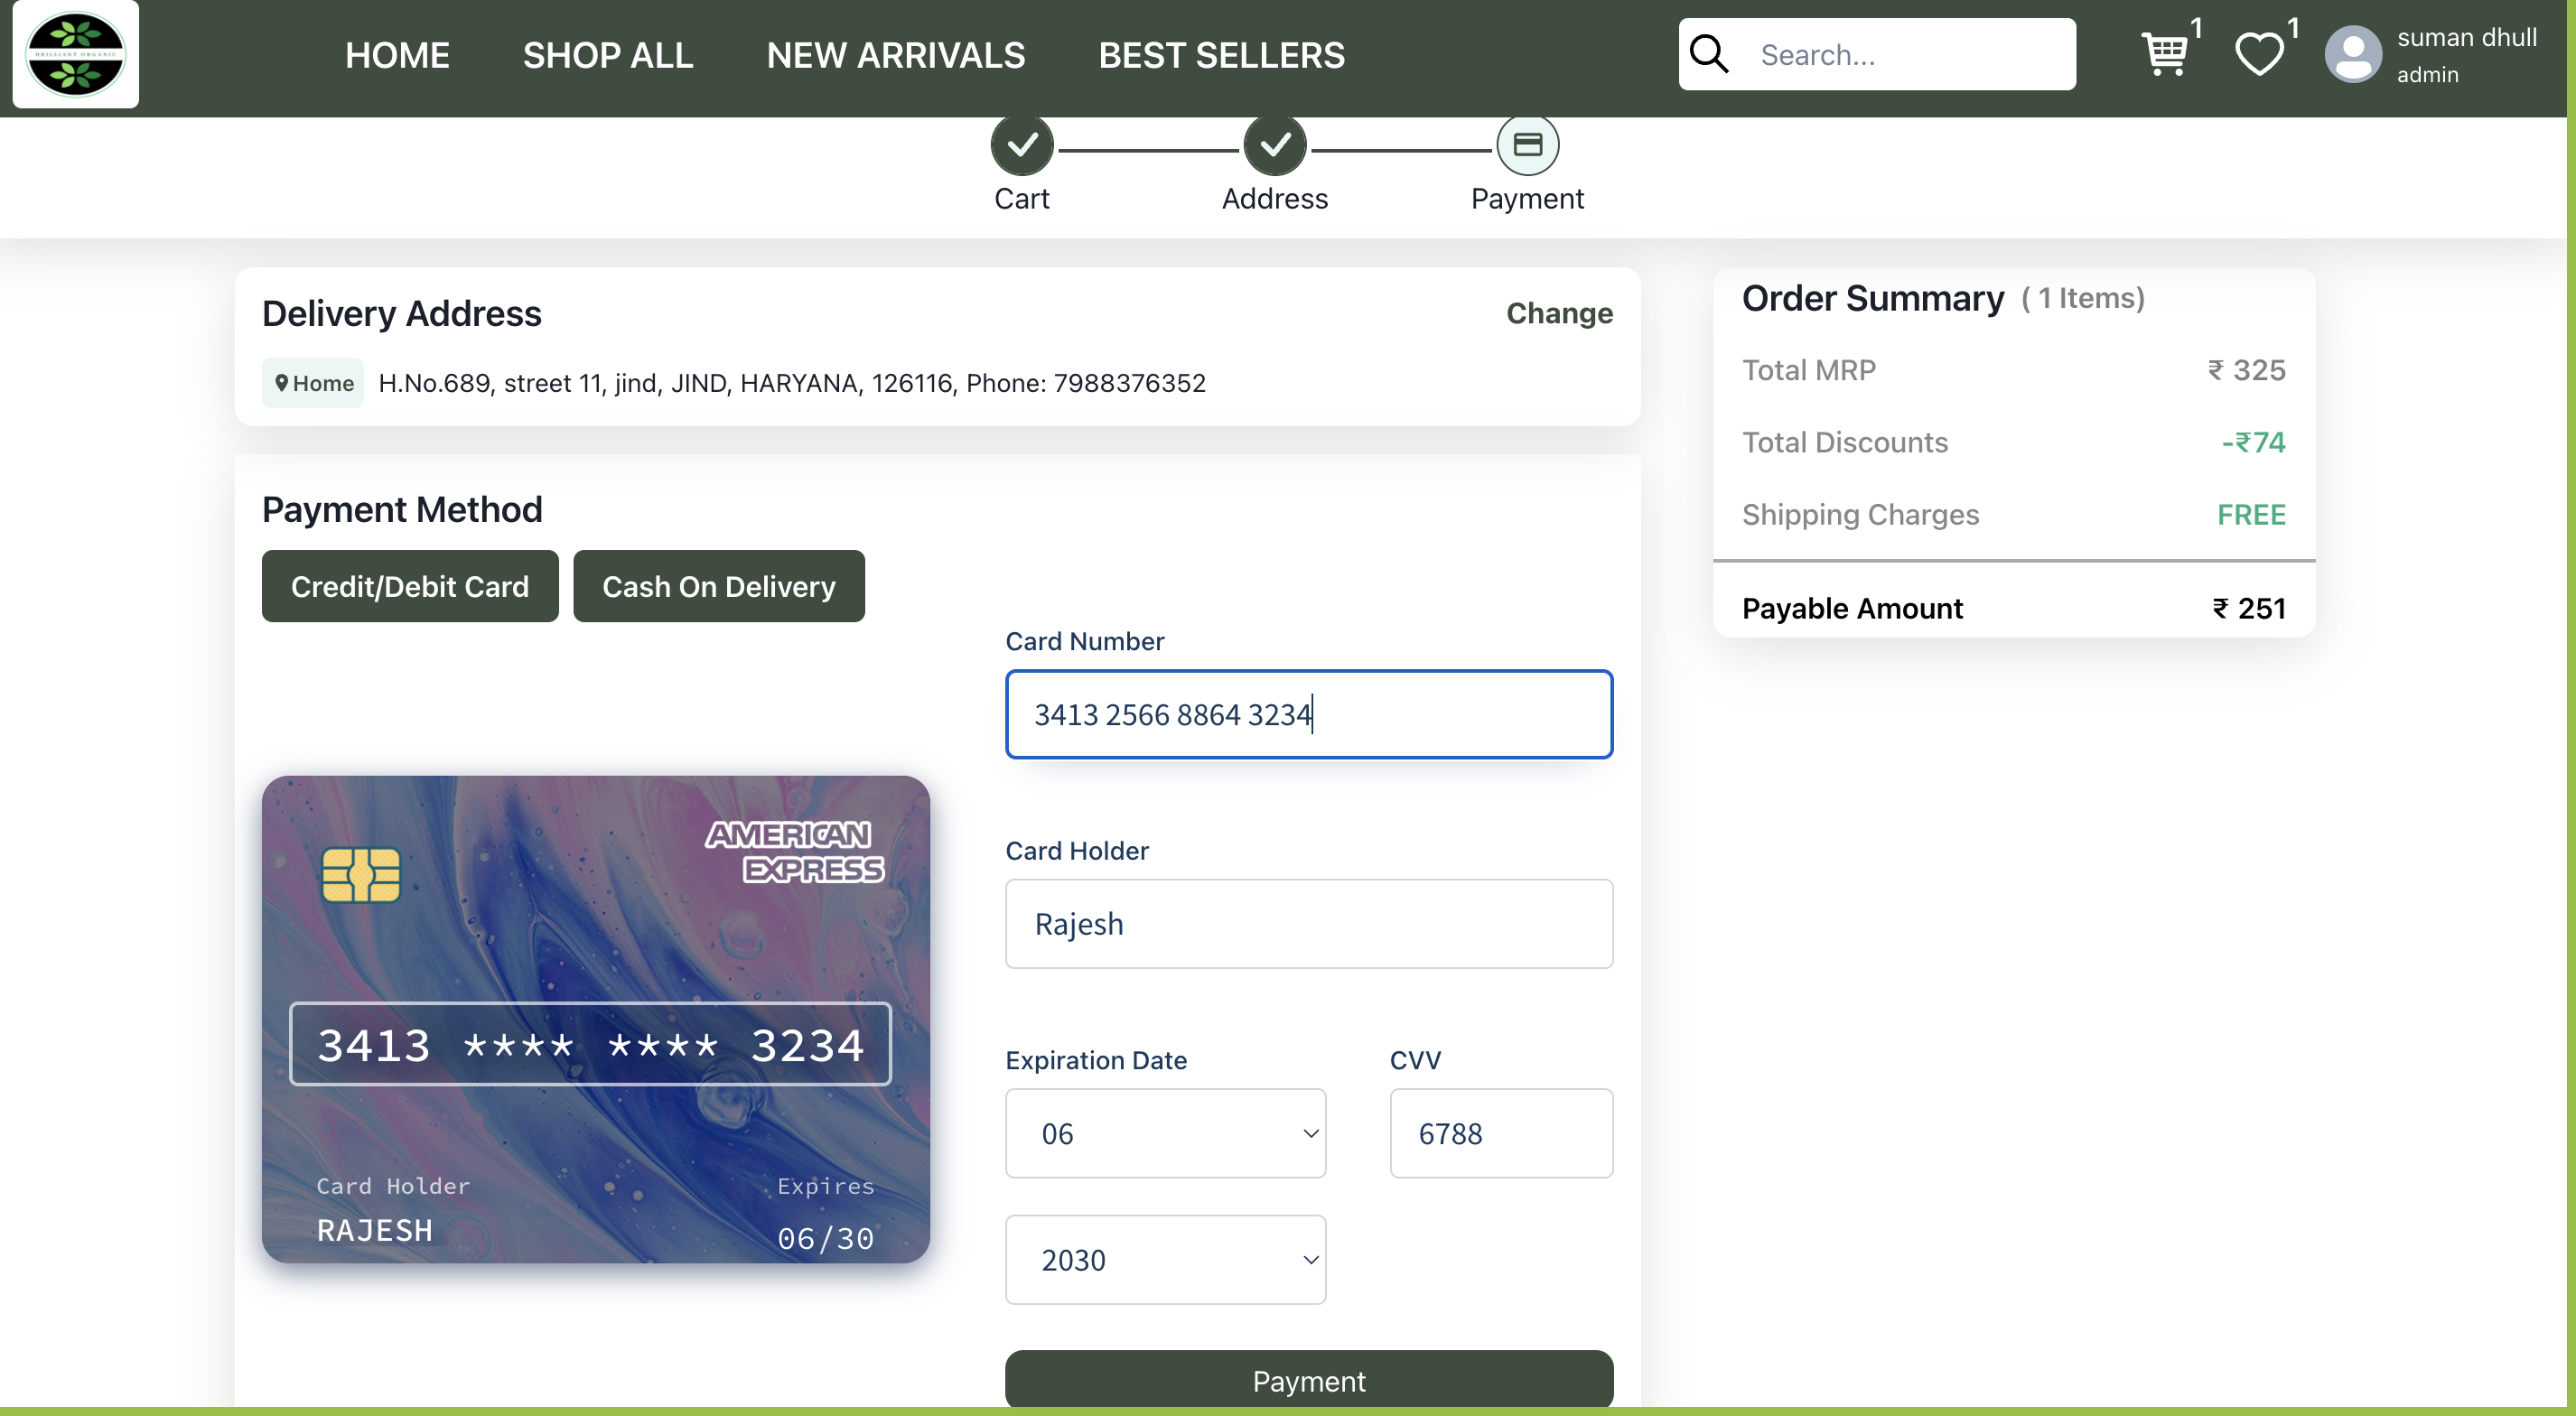 BRILLIANT ORGANIC
HOME SHOP ALL NEW ARRIVALS BEST SELLERS
Search...
1
1
suman dhull
admin
Cart Address Payment
Delivery Address Change
Home H.No.689, street 11, jind, JIND, HARYANA, 126116, Phone: 7988376352
Payment Method
Credit/Debit Card Cash On Delivery
AMERICAN
EXPRESS
3413 **** **** 3234
Card Holder Expires
RAJESH 06/30
Card Number
3413 2566 8864 3234
Card Holder
Rajesh
Expiration Date CVV
06 6788
2030
Payment
Order Summary ( 1 Items)
Total MRP ₹ 325
Total Discounts -₹74
Shipping Charges FREE
Payable Amount ₹ 251